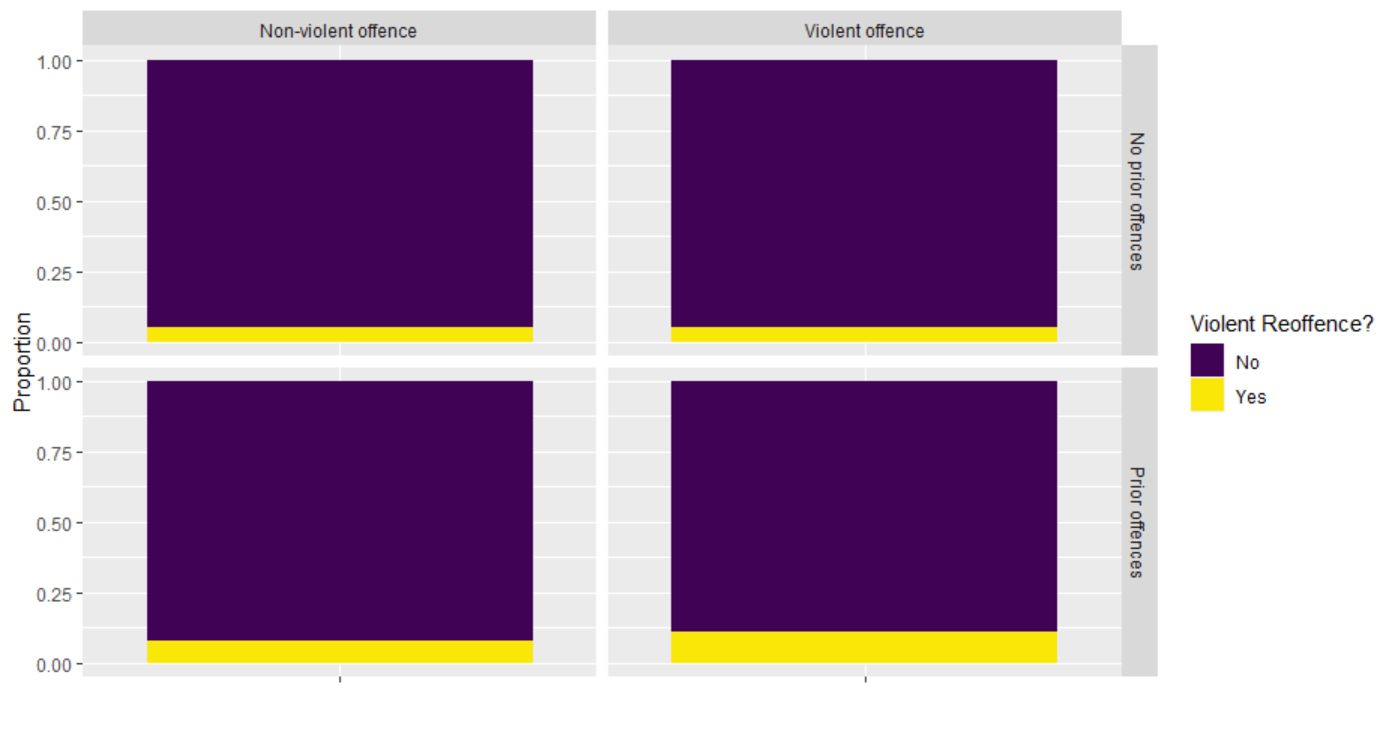 Non-violent offence
Violent offence
1.00
0.75
0.50
0.25
0.00
No prior offences
Proportion
1.00
0.75
0.50
0.25
0.00
Prior offences
Violent Reoffence?
No
Yes